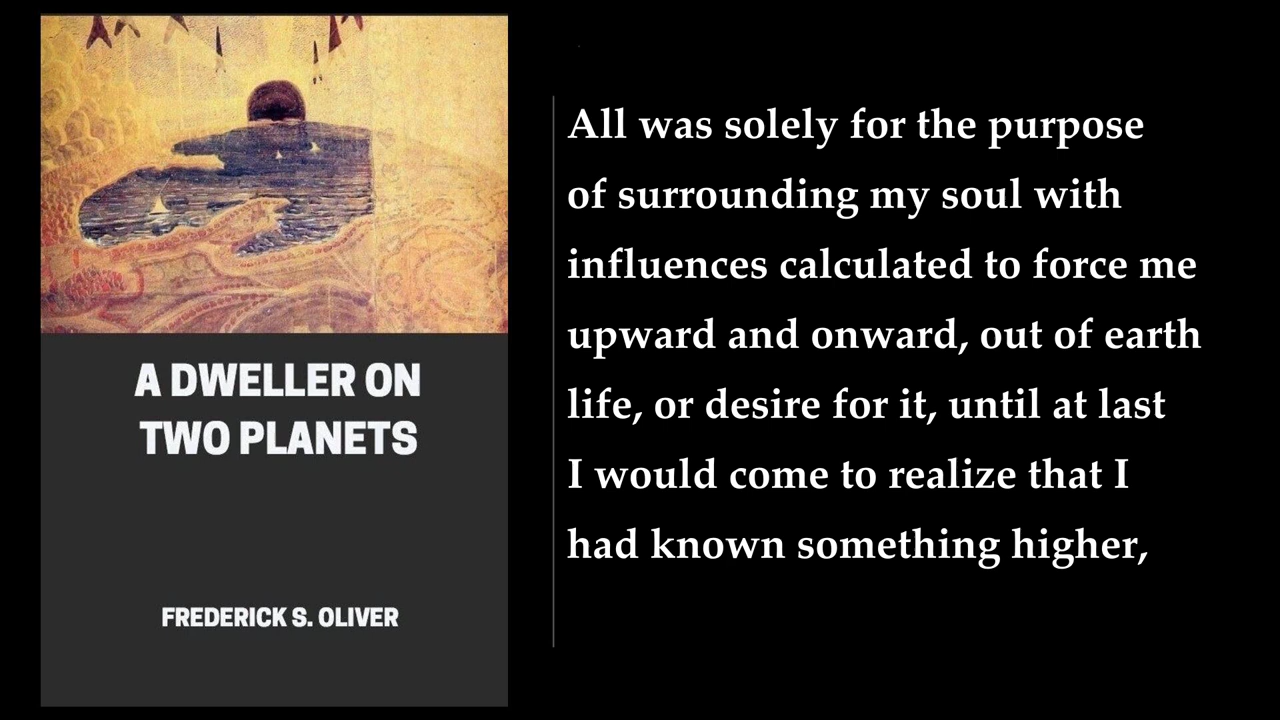 A DWELLER ON
TWO PLANETS
FREDERICK S. OLIVER
All was solely for the purpose
of surrounding my soul with
influences calculated to force me
upward and onward, out of earth
life, or desire for it, until at last
I would come to realize that I
had known something higher,